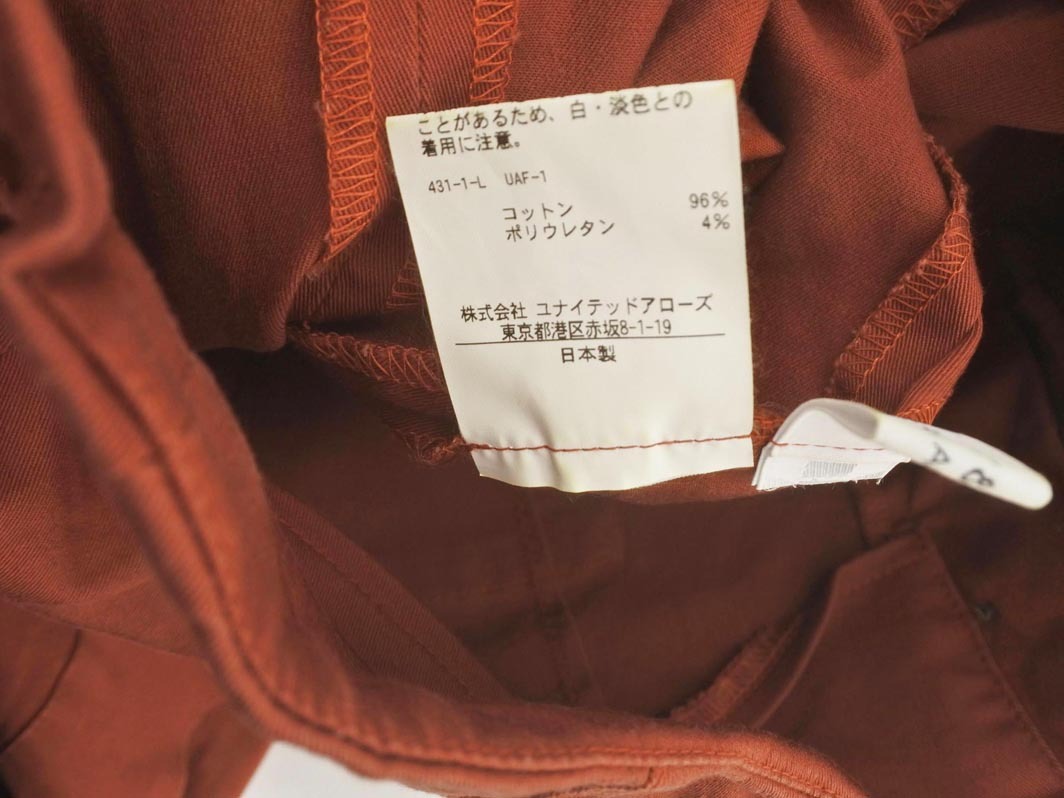 ことがあるため、白・淡色との
着用に注意。
431-1-L UAF-1
コットン 96%
ポリウレタン 4%
株式会社 ユナイテッドアローズ
東京都港区赤坂8-1-19
日本製